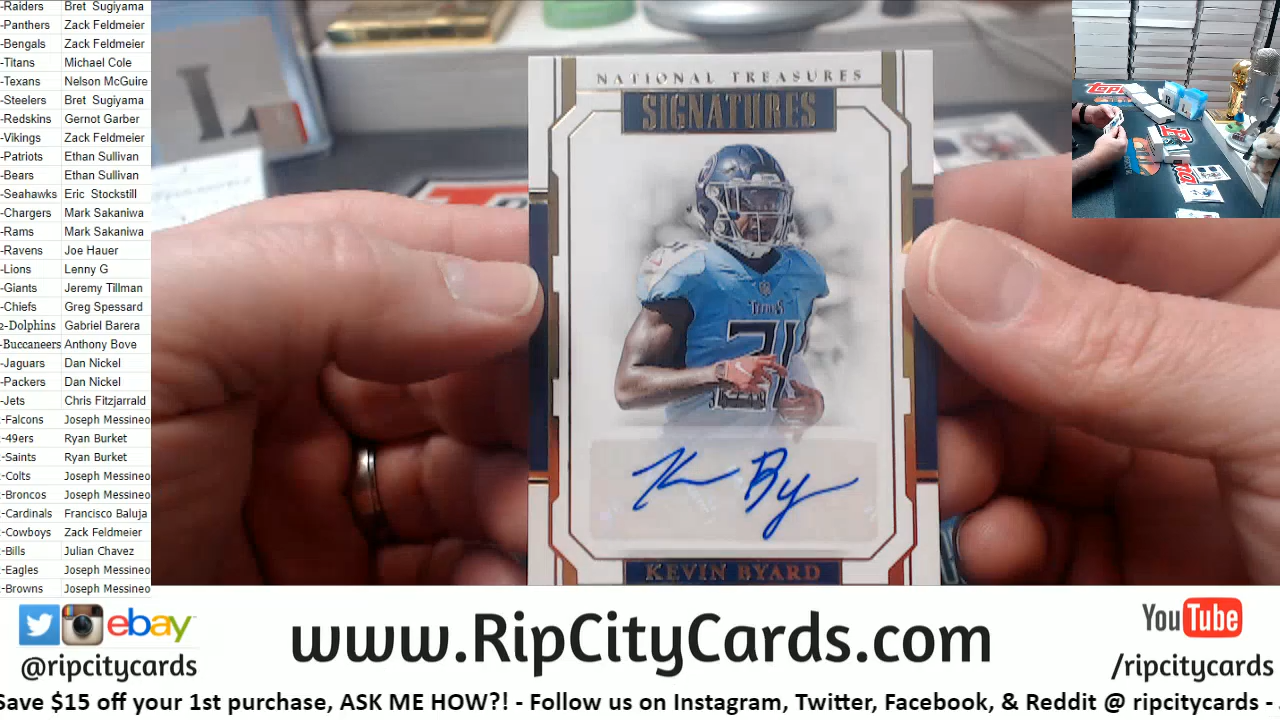 -Raiders Bret Sugiyama
-Panthers Zack Feldmeier
-Bengals Zack Feldmeier
-Titans Michael Cole
-Texans Nelson McGuire
-Steelers Bret Sugiyama
-Redskins Gernot Garber
-Vikings Zack Feldmeier
-Patriots Ethan Sullivan
-Bears Ethan Sullivan
-Seahawks Eric Stockstill
-Chargers Mark Sakaniwa
-Rams Mark Sakaniwa
-Ravens Joe Hauer
-Lions Lenny G
-Giants Jeremy Tillman
-Chiefs Greg Spessard
-Dolphins Gabriel Barera
-Buccaneers Anthony Bove
-Jaguars Dan Nickel
-Packers Dan Nickel
-Jets Chris Fitzjarrald
-Falcons Joseph Messineo
-49ers Ryan Burket
-Saints Ryan Burket
-Colts Joseph Messineo
-Broncos Joseph Messineo
-Cardinals Francisco Baluja
-Cowboys Zack Feldmeier
-Bills Julian Chavez
-Eagles Joseph Messineo
-Browns Joseph Messineo
NATIONAL TREASURES
SIGNATURES
TITANS
31
K By
KEVIN BYARD
Topps
ebay
@ripcitycards
www.RipCityCards.com
YouTube
/ripcitycards
Save $15 off your 1st purchase, ASK ME HOW?! - Follow us on Instagram, Twitter, Facebook, & Reddit @ ripcitycards -